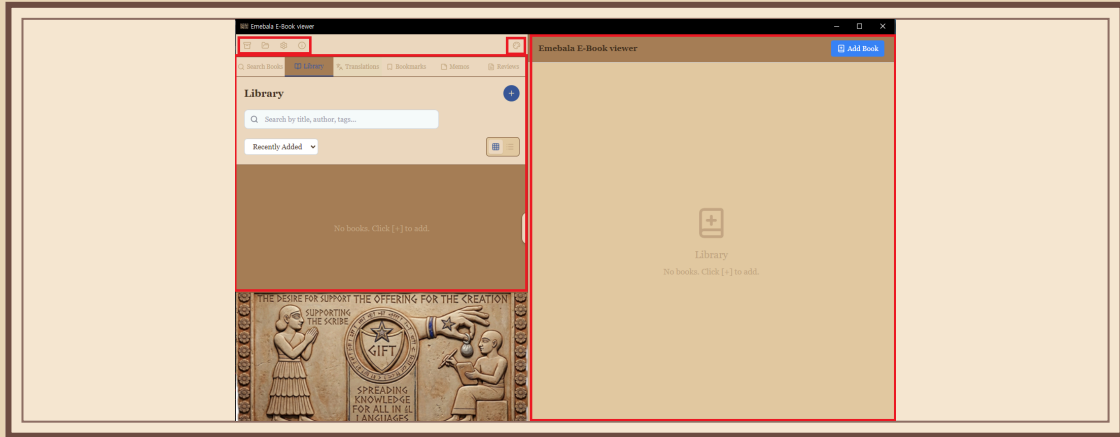 Emebala E-Book viewer
Search Books Library Translations Bookmarks Memos Reviews
Library
Search by title, author, tags...
Recently Added
No books. Click [+] to add.
THE DESIRE FOR SUPPORT THE OFFERING FOR THE CREATION
SUPPORTING
THE SCRIBE
GIFT
SPREADING
KNOWLEDGE
FOR ALL IN 61
LANGUAGES
Emebala E-Book viewer
Add Book
Library
No books. Click [+] to add.